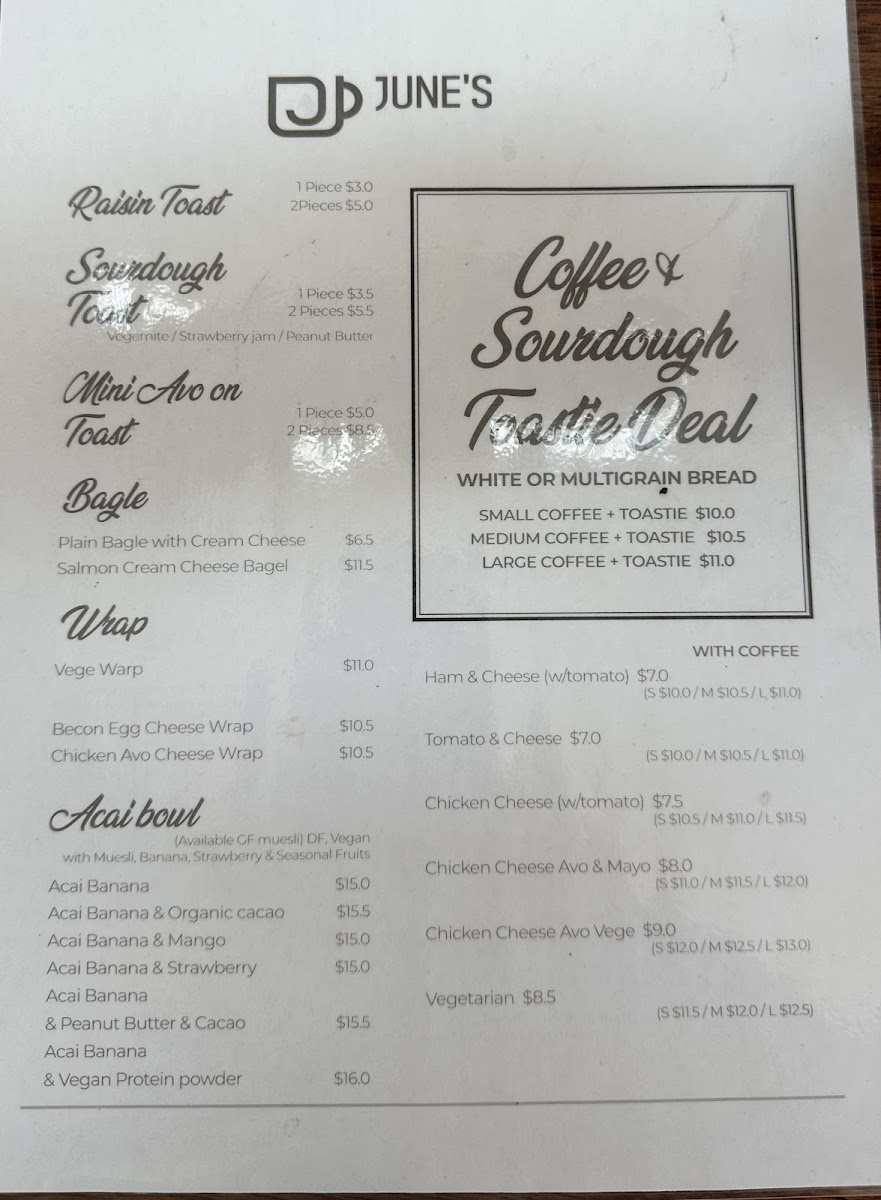 JUNE'S
Raisin Toast
1 Piece $3.0
2Pieces $5.0
Sourdough
Toast
1 Piece $3.5
2 Pieces $5.5
Vegemite / Strawberry jam / Peanut Butter
Mini Avo on
Toast
1 Piece $5.0
2 Pieces $8.5
Bagle
Plain Bagle with Cream Cheese $6.5
Salmon Cream Cheese Bagel $11.5
Wrap
Vege Warp $11.0
Becon Egg Cheese Wrap $10.5
Chicken Avo Cheese Wrap $10.5
Acai bowl
(Available GF muesli) DF, Vegan
with Muesli, Banana, Strawberry & Seasonal Fruits
Acai Banana $15.0
Acai Banana & Organic cacao $15.5
Acai Banana & Mango $15.0
Acai Banana & Strawberry $15.0
Acai Banana
& Peanut Butter & Cacao $15.5
Acai Banana
& Vegan Protein powder $16.0
Coffee &
Sourdough
Toastie Deal
WHITE OR MULTIGRAIN BREAD
SMALL COFFEE + TOASTIE $10.0
MEDIUM COFFEE + TOASTIE $10.5
LARGE COFFEE + TOASTIE $11.0
WITH COFFEE
Ham & Cheese (w/tomato) $7.0
(S $10.0 / M $10.5 / L $11.0)
Tomato & Cheese $7.0
(S $10.0 / M $10.5 / L $11.0)
Chicken Cheese (w/tomato) $7.5
(S $10.5 / M $11.0 / L $11.5)
Chicken Cheese Avo & Mayo $8.0
(S $11.0 / M $11.5 / L $12.0)
Chicken Cheese Avo Vege $9.0
(S $12.0 / M $12.5 / L $13.0)
Vegetarian $8.5
(S $11.5 / M $12.0 / L $12.5)